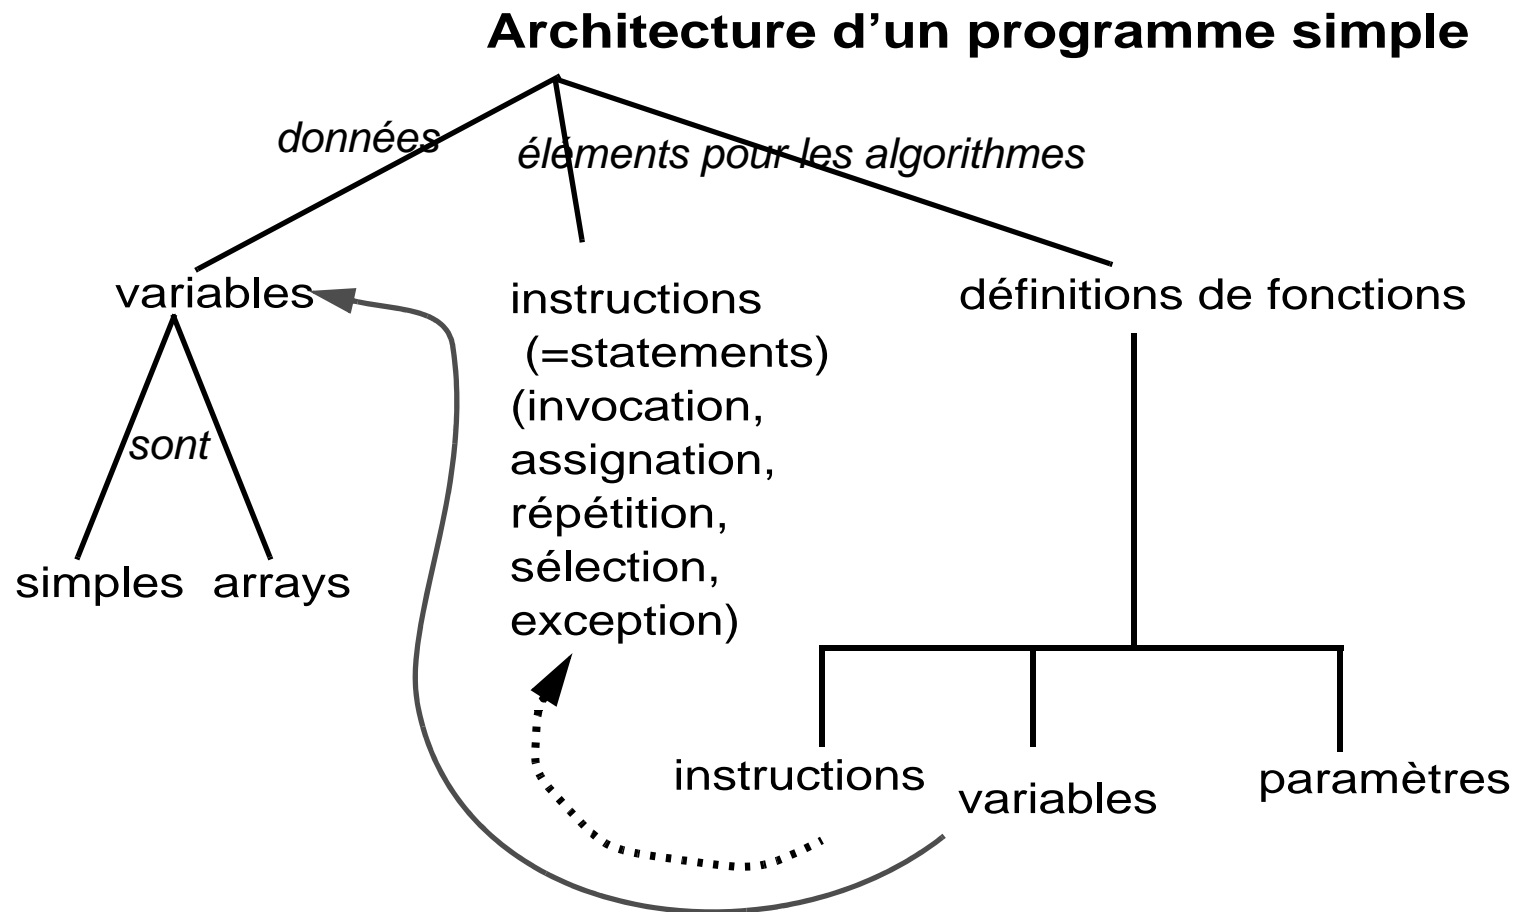 Architecture d’un programme simple
données
éléments pour les algorithmes
variables
instructions
(=statements)
(invocation,
assignation,
répétition,
sélection,
exception)
définitions de fonctions
sont
simples
arrays
instructions
variables
paramètres